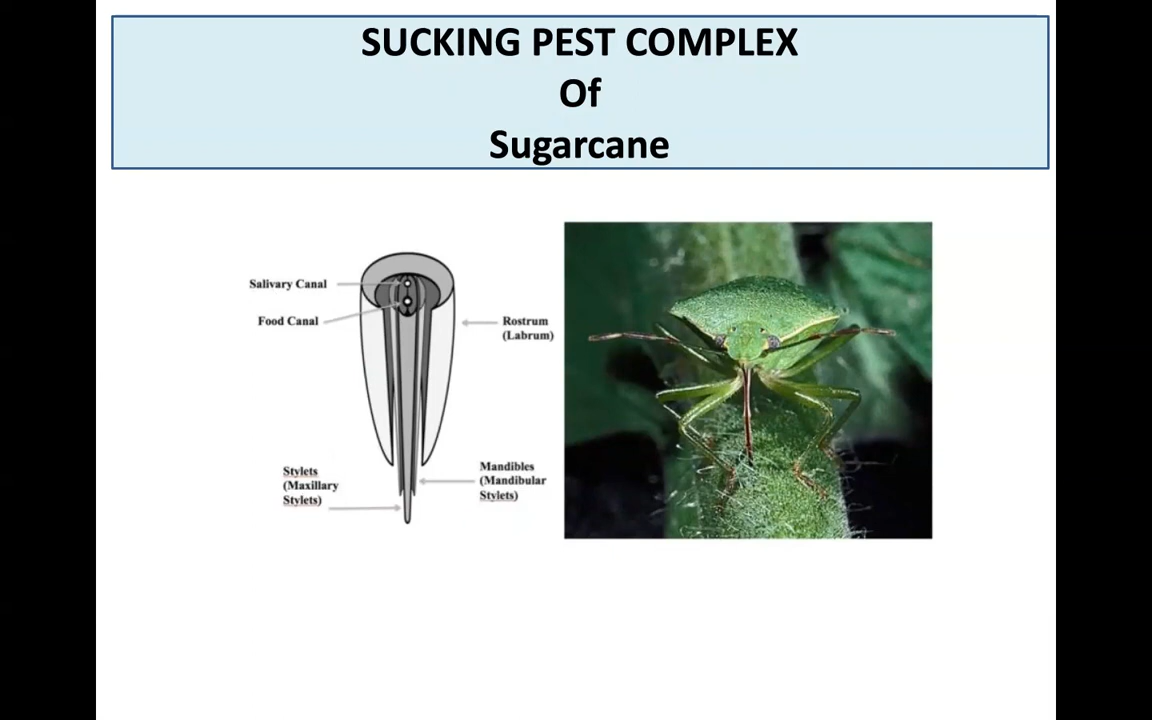 SUCKING PEST COMPLEX
Of
Sugarcane
Salivary Canal
Food Canal
Rostrum
(Labrum)
Stylets
(Maxillary
Stylets)
Mandibles
(Mandibular
Stylets)